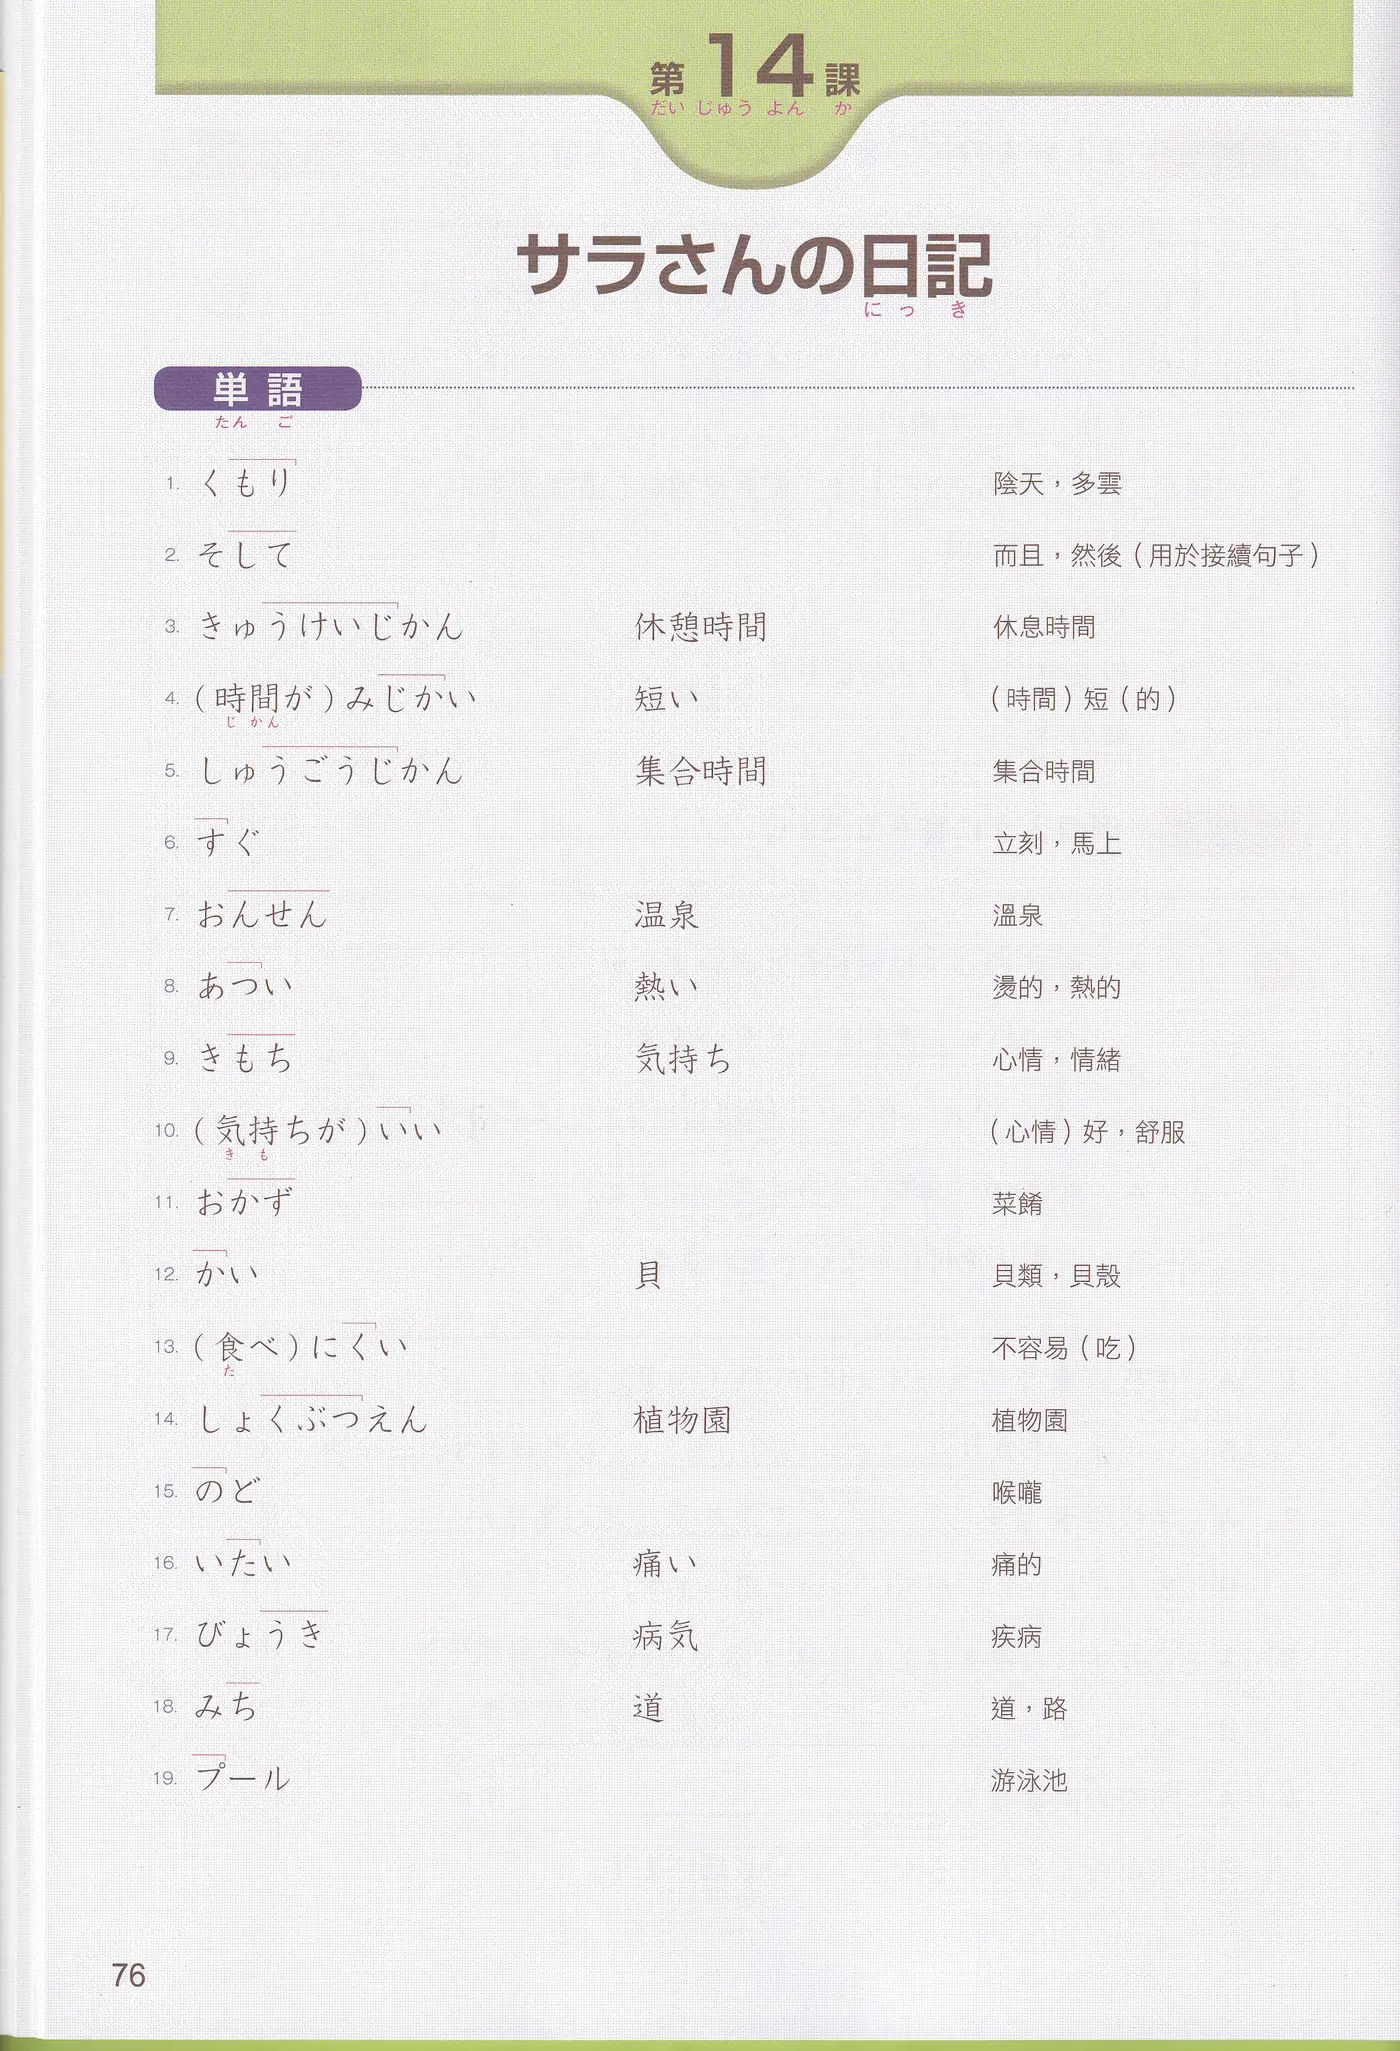 第14課
だい じゅう よん か
サラさんの日記
にっ き
単語
たん ご
1. くもり 陰天，多雲
2. そして 而且，然後（用於接續句子）
3. きゅうけいじかん 休憩時間 休息時間
4. （時間が）みじかい 短い （時間）短（的）
じ かん
5. しゅうごうじかん 集合時間 集合時間
6. すぐ 立刻，馬上
7. おんせん 温泉 溫泉
8. あつい 熱い 燙的，熱的
9. きもち 気持ち 心情，情緒
10. （気持ちが）いい （心情）好，舒服
き も
11. おかず 菜餚
12. かい 貝 貝類，貝殼
13. （食べ）にくい 不容易（吃）
た
14. しょくぶつえん 植物園 植物園
15. のど 喉嚨
16. いたい 痛い 痛的
17. びょうき 病気 疾病
18. みち 道 道，路
19. プール 游泳池
76